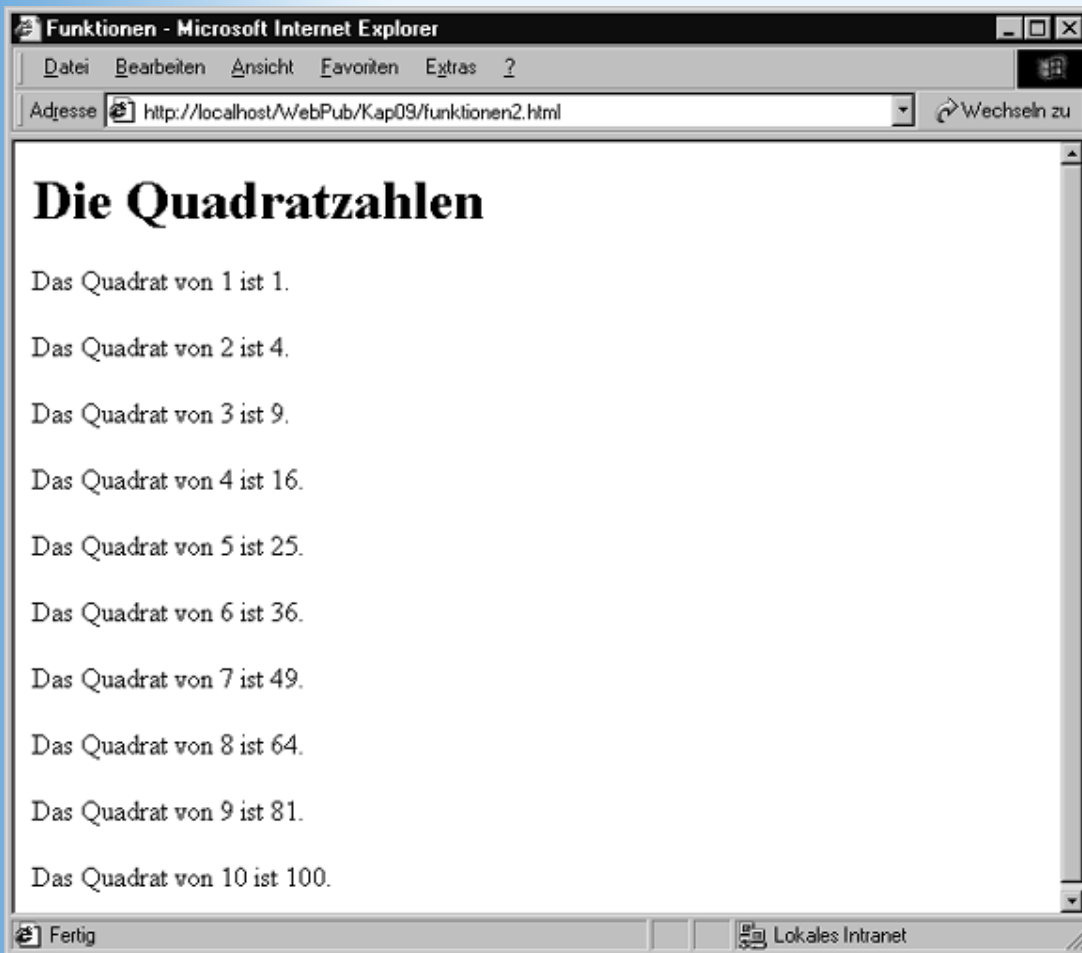 Funktionen - Microsoft Internet Explorer
Datei Bearbeiten Ansicht Favoriten Extras ?
Adresse http://localhost/WebPub/Kap09/funktionen2.html Wechseln zu
Die Quadratzahlen
Das Quadrat von 1 ist 1.
Das Quadrat von 2 ist 4.
Das Quadrat von 3 ist 9.
Das Quadrat von 4 ist 16.
Das Quadrat von 5 ist 25.
Das Quadrat von 6 ist 36.
Das Quadrat von 7 ist 49.
Das Quadrat von 8 ist 64.
Das Quadrat von 9 ist 81.
Das Quadrat von 10 ist 100.
Fertig Lokales Intranet